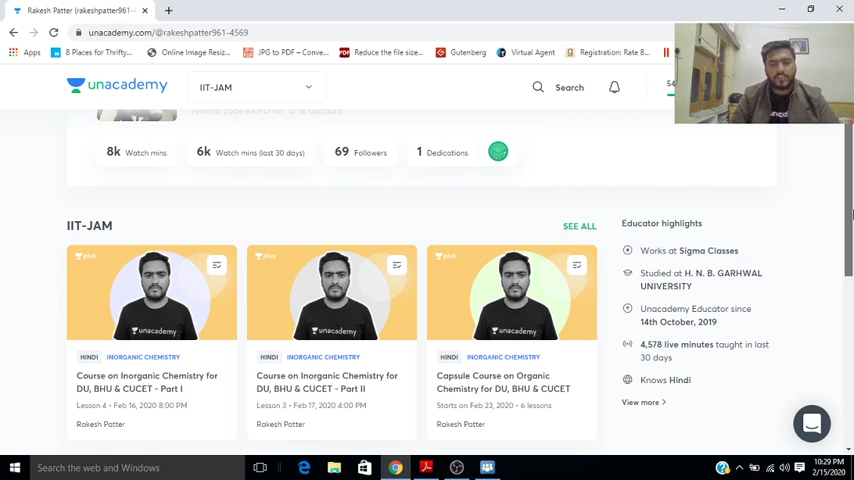 Rakesh Patter (rakeshpatter961-
unacademy.com/@rakeshpatter961-4569
Apps
8 Places for Thrifty...
Online Image Resiz...
JPG to PDF – Conve...
Reduce the file size...
Gutenberg
Virtual Agent
Registration: Rate 8...
unacademy
IIT-JAM
Search
54
8k Watch mins
6k Watch mins (last 30 days)
69 Followers
1 Dedications
IIT-JAM
SEE ALL
Educator highlights
Works at Sigma Classes
Studied at H. N. B. GARHWAL
UNIVERSITY
Unacademy Educator since
14th October, 2019
4,578 live minutes taught in last
30 days
Knows Hindi
View more
plus
unacademy
HINDI INORGANIC CHEMISTRY
Course on Inorganic Chemistry for
DU, BHU & CUCET - Part I
Lesson 4 • Feb 16, 2020 8:00 PM
Rakesh Patter
plus
unacademy
HINDI INORGANIC CHEMISTRY
Course on Inorganic Chemistry for
DU, BHU & CUCET - Part II
Lesson 3 • Feb 17, 2020 4:00 PM
Rakesh Patter
plus
unacademy
HINDI INORGANIC CHEMISTRY
Capsule Course on Organic
Chemistry for DU, BHU & CUCET
Starts on Feb 23, 2020 • 6 lessons
Rakesh Patter
Search the web and Windows
10:29 PM
2/15/2020